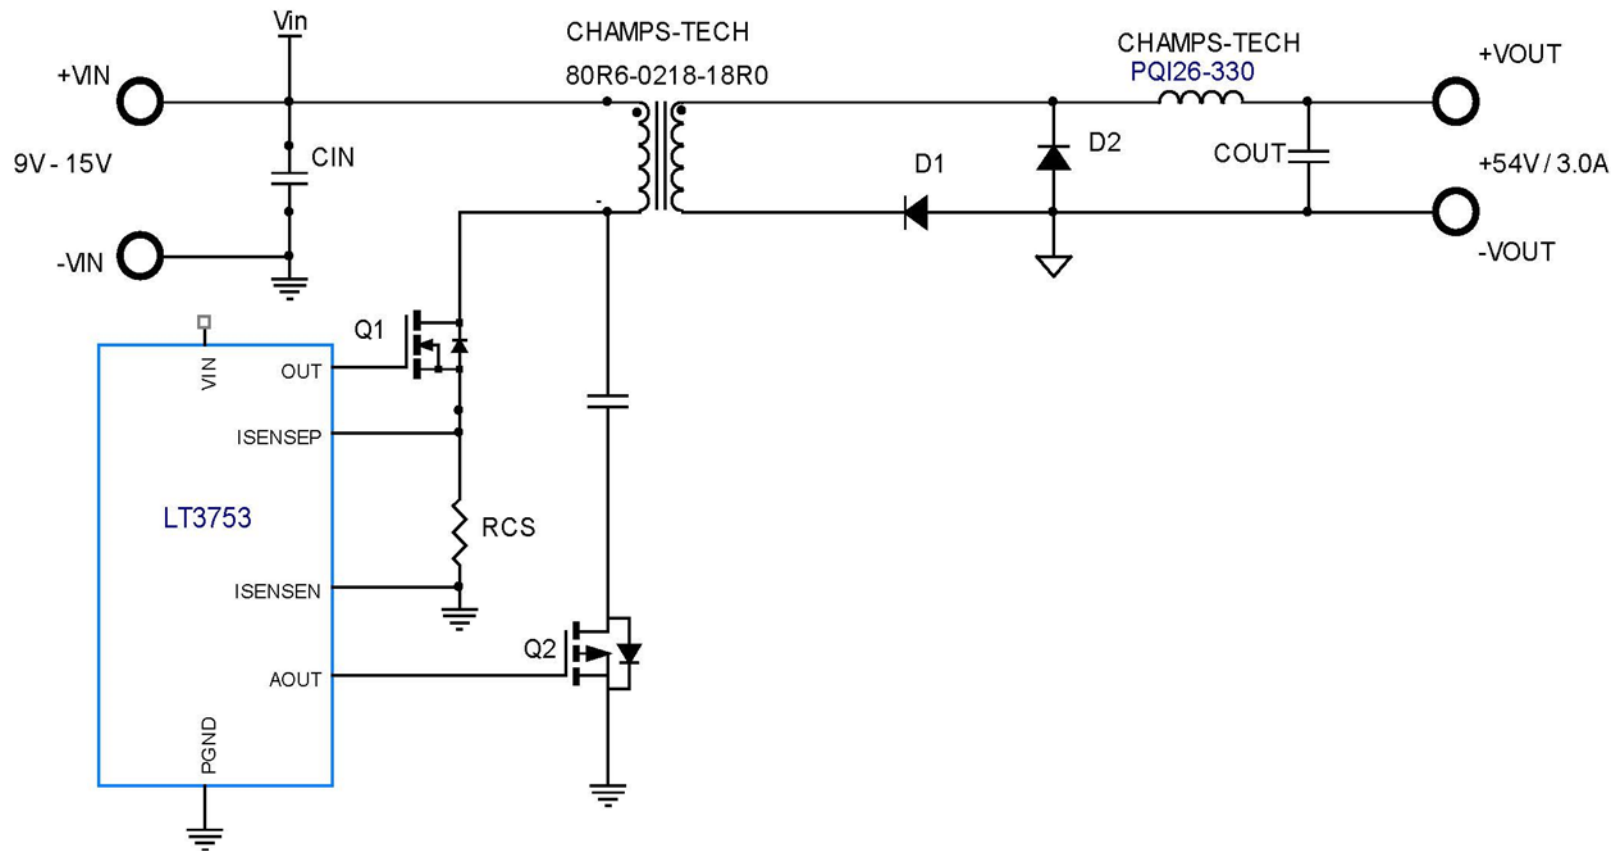 Vin
CHAMPS-TECH
80R6-0218-18R0
CHAMPS-TECH
PQI26-330
+VIN
+VOUT
9V - 15V
CIN
D1
D2
COUT
+54V / 3.0A
-
-VIN
-VOUT
Q1
VIN
OUT
ISENSEP
LT3753
RCS
ISENSEN
Q2
AOUT
PGND